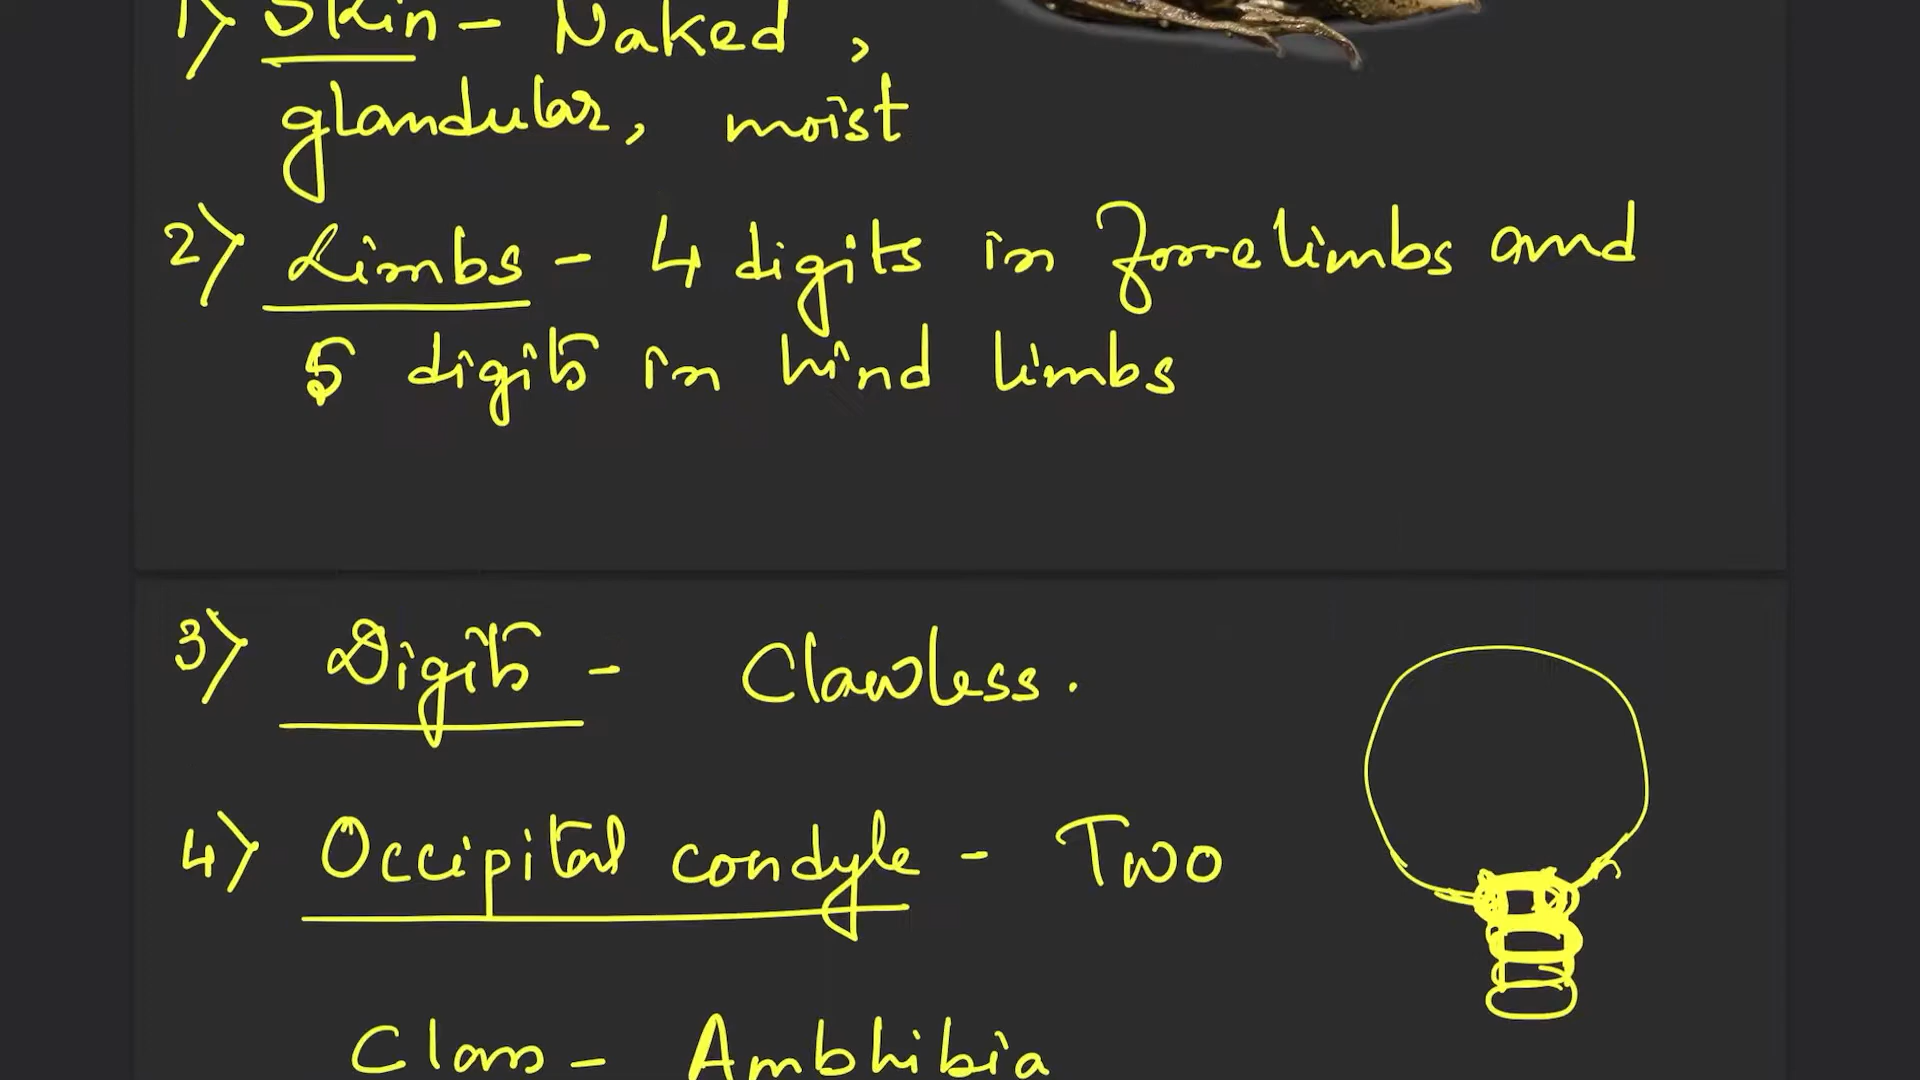 1) Skin - Naked,
glandular, moist
2) Limbs - 4 digits in forelimbs and
5 digits in hind limbs
3) Digits - Clawless.
4) Occipital condyle - Two
Class - Amphibia